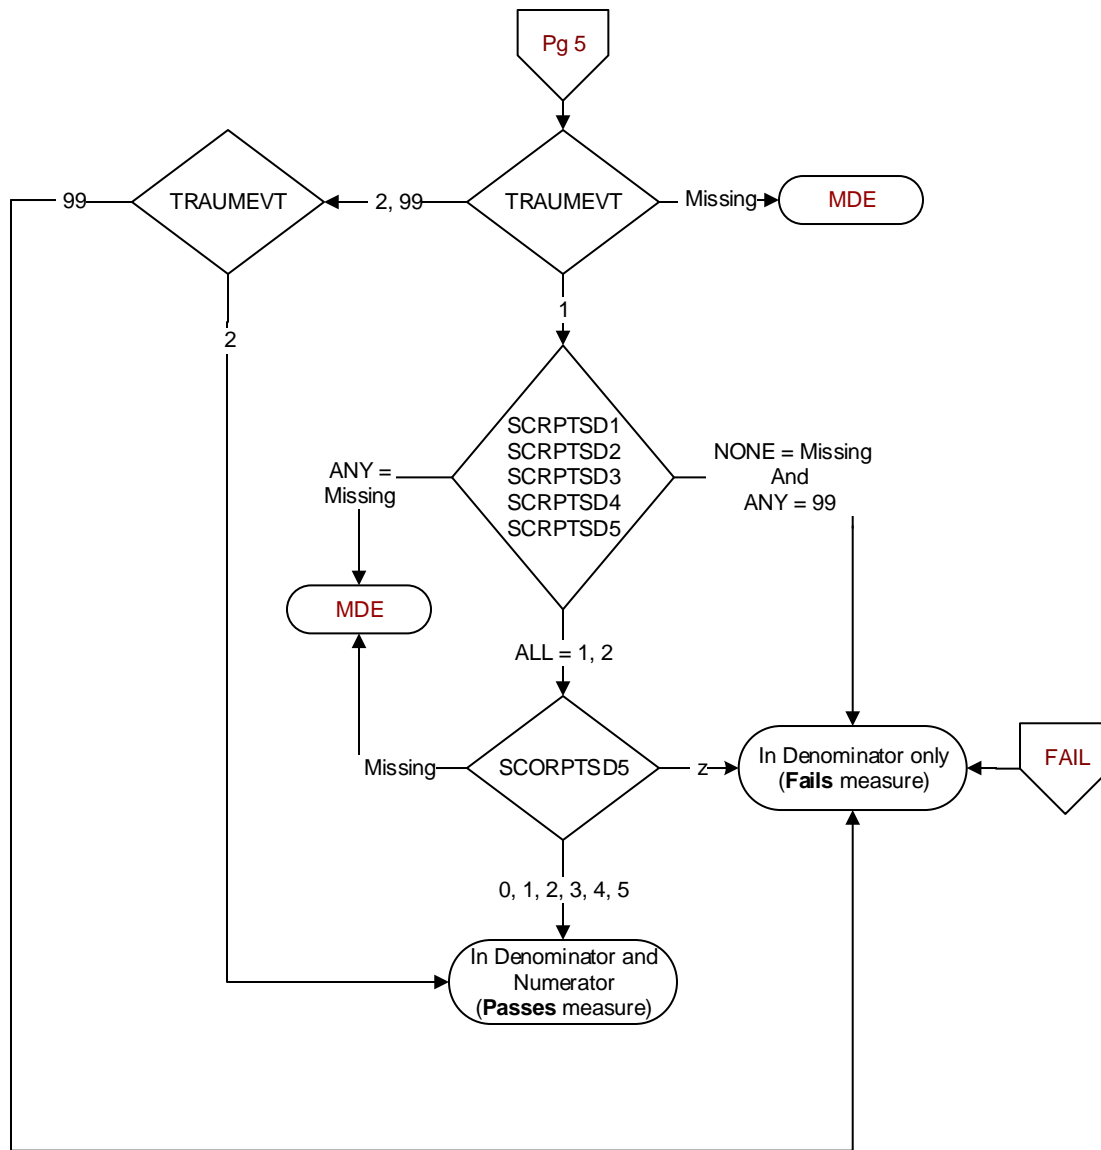 Pg 5
99
TRAUMEVT
2, 99
TRAUMEVT
Missing
MDE
1
2
SCRPTSD1
SCRPTSD2
SCRPTSD3
SCRPTSD4
SCRPTSD5
ANY =
Missing
NONE = Missing
And
ANY = 99
MDE
ALL = 1, 2
Missing
SCORPTSD5
z
In Denominator only
(Fails measure)
FAIL
0, 1, 2, 3, 4, 5
In Denominator and
Numerator
(Passes measure)